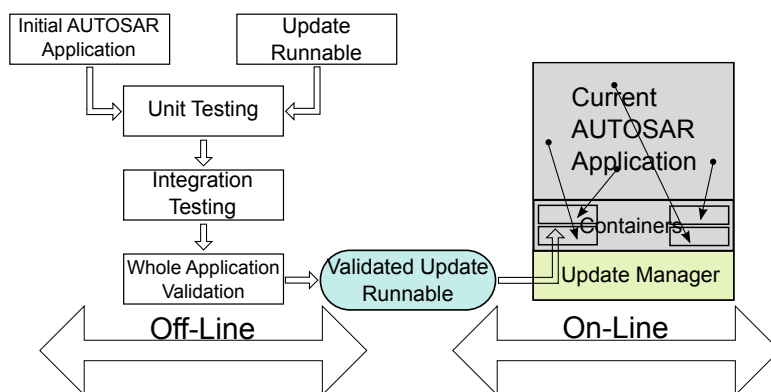 Initial AUTOSAR
Application
Update
Runnable
Unit Testing
Integration
Testing
Whole Application
Validation
Validated Update
Runnable
Current
AUTOSAR
Application
Containers
Update Manager
Off-Line
On-Line